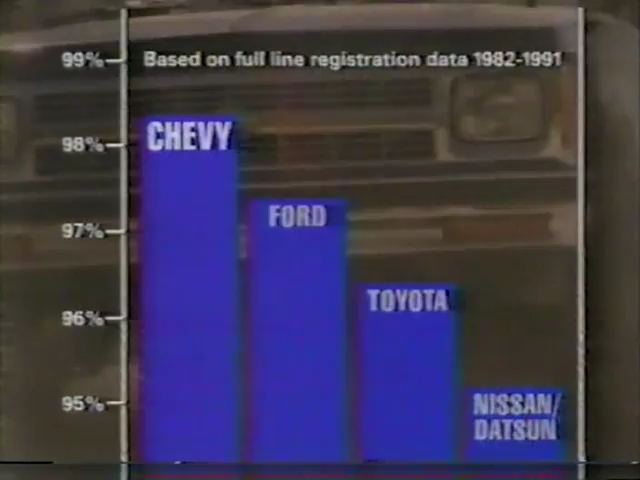 99%
Based on full line registration data 1982-1991
98%
CHEVY
97%
FORD
96%
TOYOTA
95%
NISSAN/
DATSUN